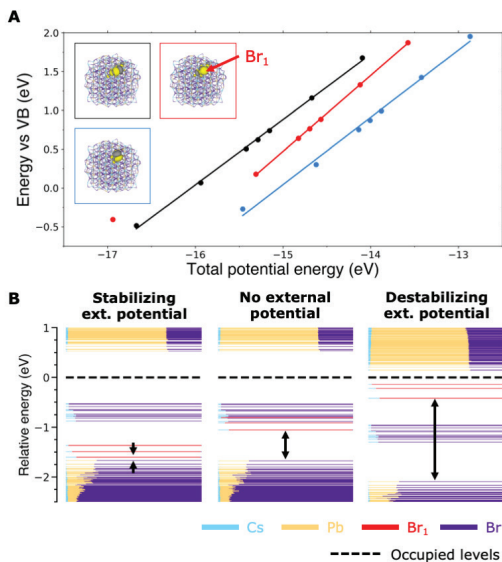 A
Energy vs VB (eV)
2.0
1.5
1.0
0.5
0.0
−0.5
Br₁
−17
−16
−15
−14
−13
Total potential energy (eV)
B
Stabilizing
ext. potential
No external
potential
Destabilizing
ext. potential
Relative energy (eV)
1
0
−1
−2
Cs
Pb
Br₁
Br
Occupied levels